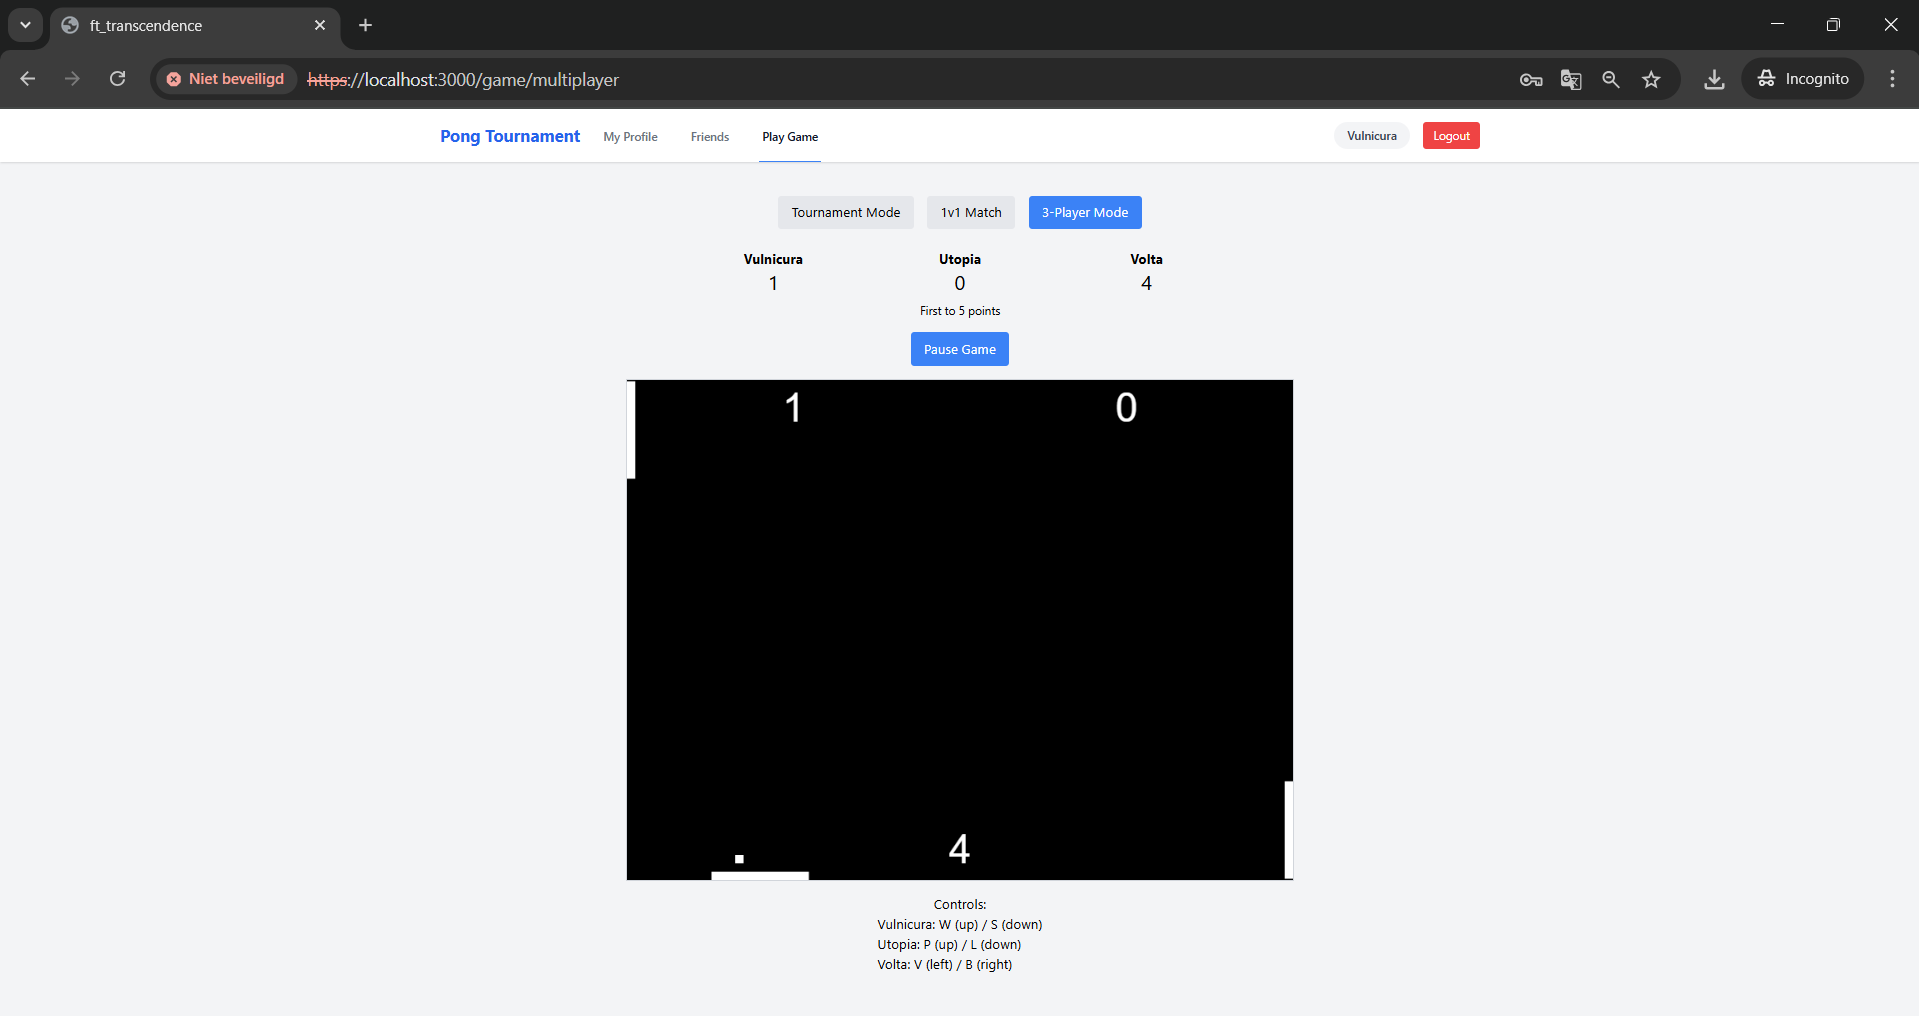 ft_transcendence
Niet beveiligd https://localhost:3000/game/multiplayer Incognito
Pong Tournament My Profile Friends Play Game Vulnicura Logout
Tournament Mode 1v1 Match 3-Player Mode
Vulnicura Utopia Volta
1 0 4
First to 5 points
Pause Game
1 0
4
Controls:
Vulnicura: W (up) / S (down)
Utopia: P (up) / L (down)
Volta: V (left) / B (right)